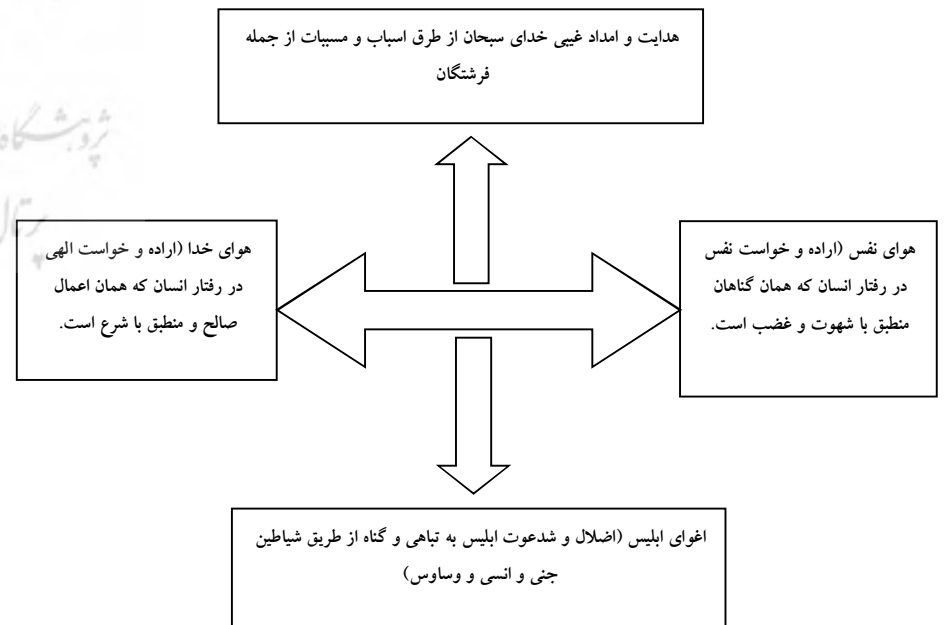 هدایت و امداد غیبی خدای سبحان از طرق اسباب و مسببات از جمله
فرشتگان
پژوهشگاه
پرتال
هوای نفس (اراده و خواست نفس
در رفتار انسان که همان گناهان
منطبق با شهوت و غضب است.
هوای خدا (اراده و خواست الهی
در رفتار انسان که همان اعمال
صالح و منطبق با شرع است.
اغوای ابلیس (اضلال و شدعوت ابلیس به تباهی و گناه از طریق شیاطین
جنی و انسی و وساوس)